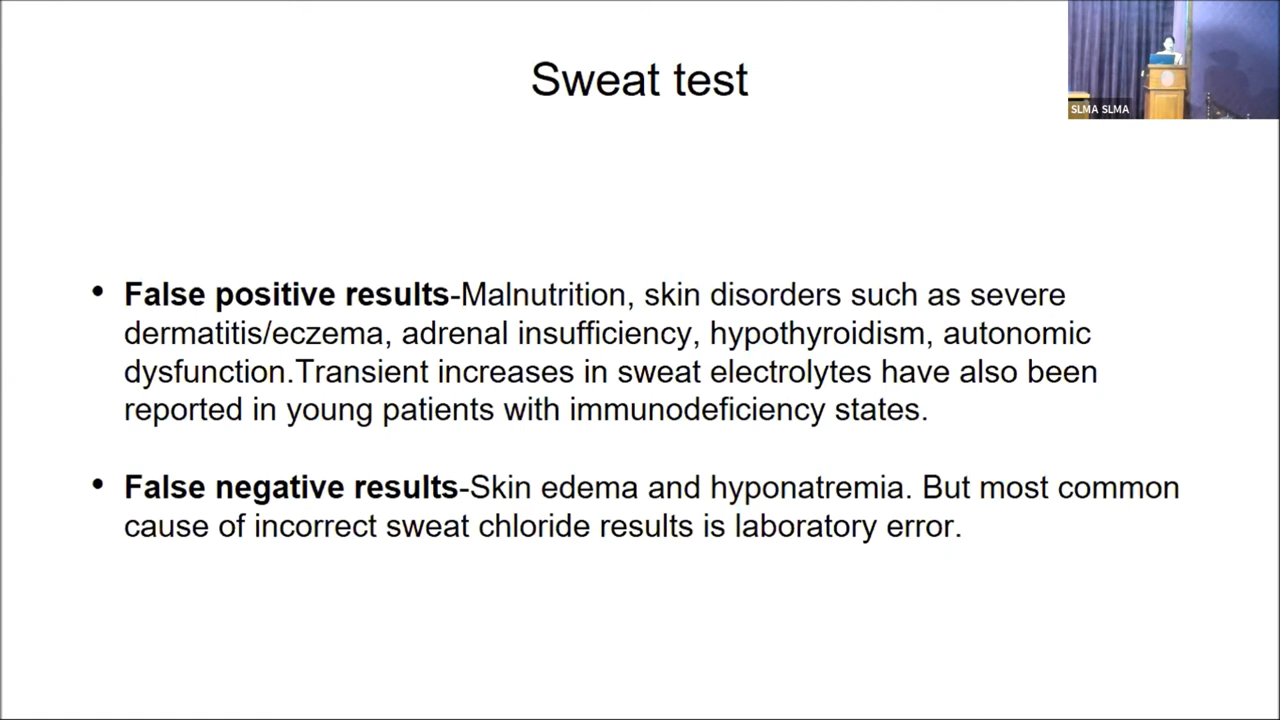 Sweat test
SLMA SLMA
• False positive results-Malnutrition, skin disorders such as severe
dermatitis/eczema, adrenal insufficiency, hypothyroidism, autonomic
dysfunction.Transient increases in sweat electrolytes have also been
reported in young patients with immunodeficiency states.
• False negative results-Skin edema and hyponatremia. But most common
cause of incorrect sweat chloride results is laboratory error.